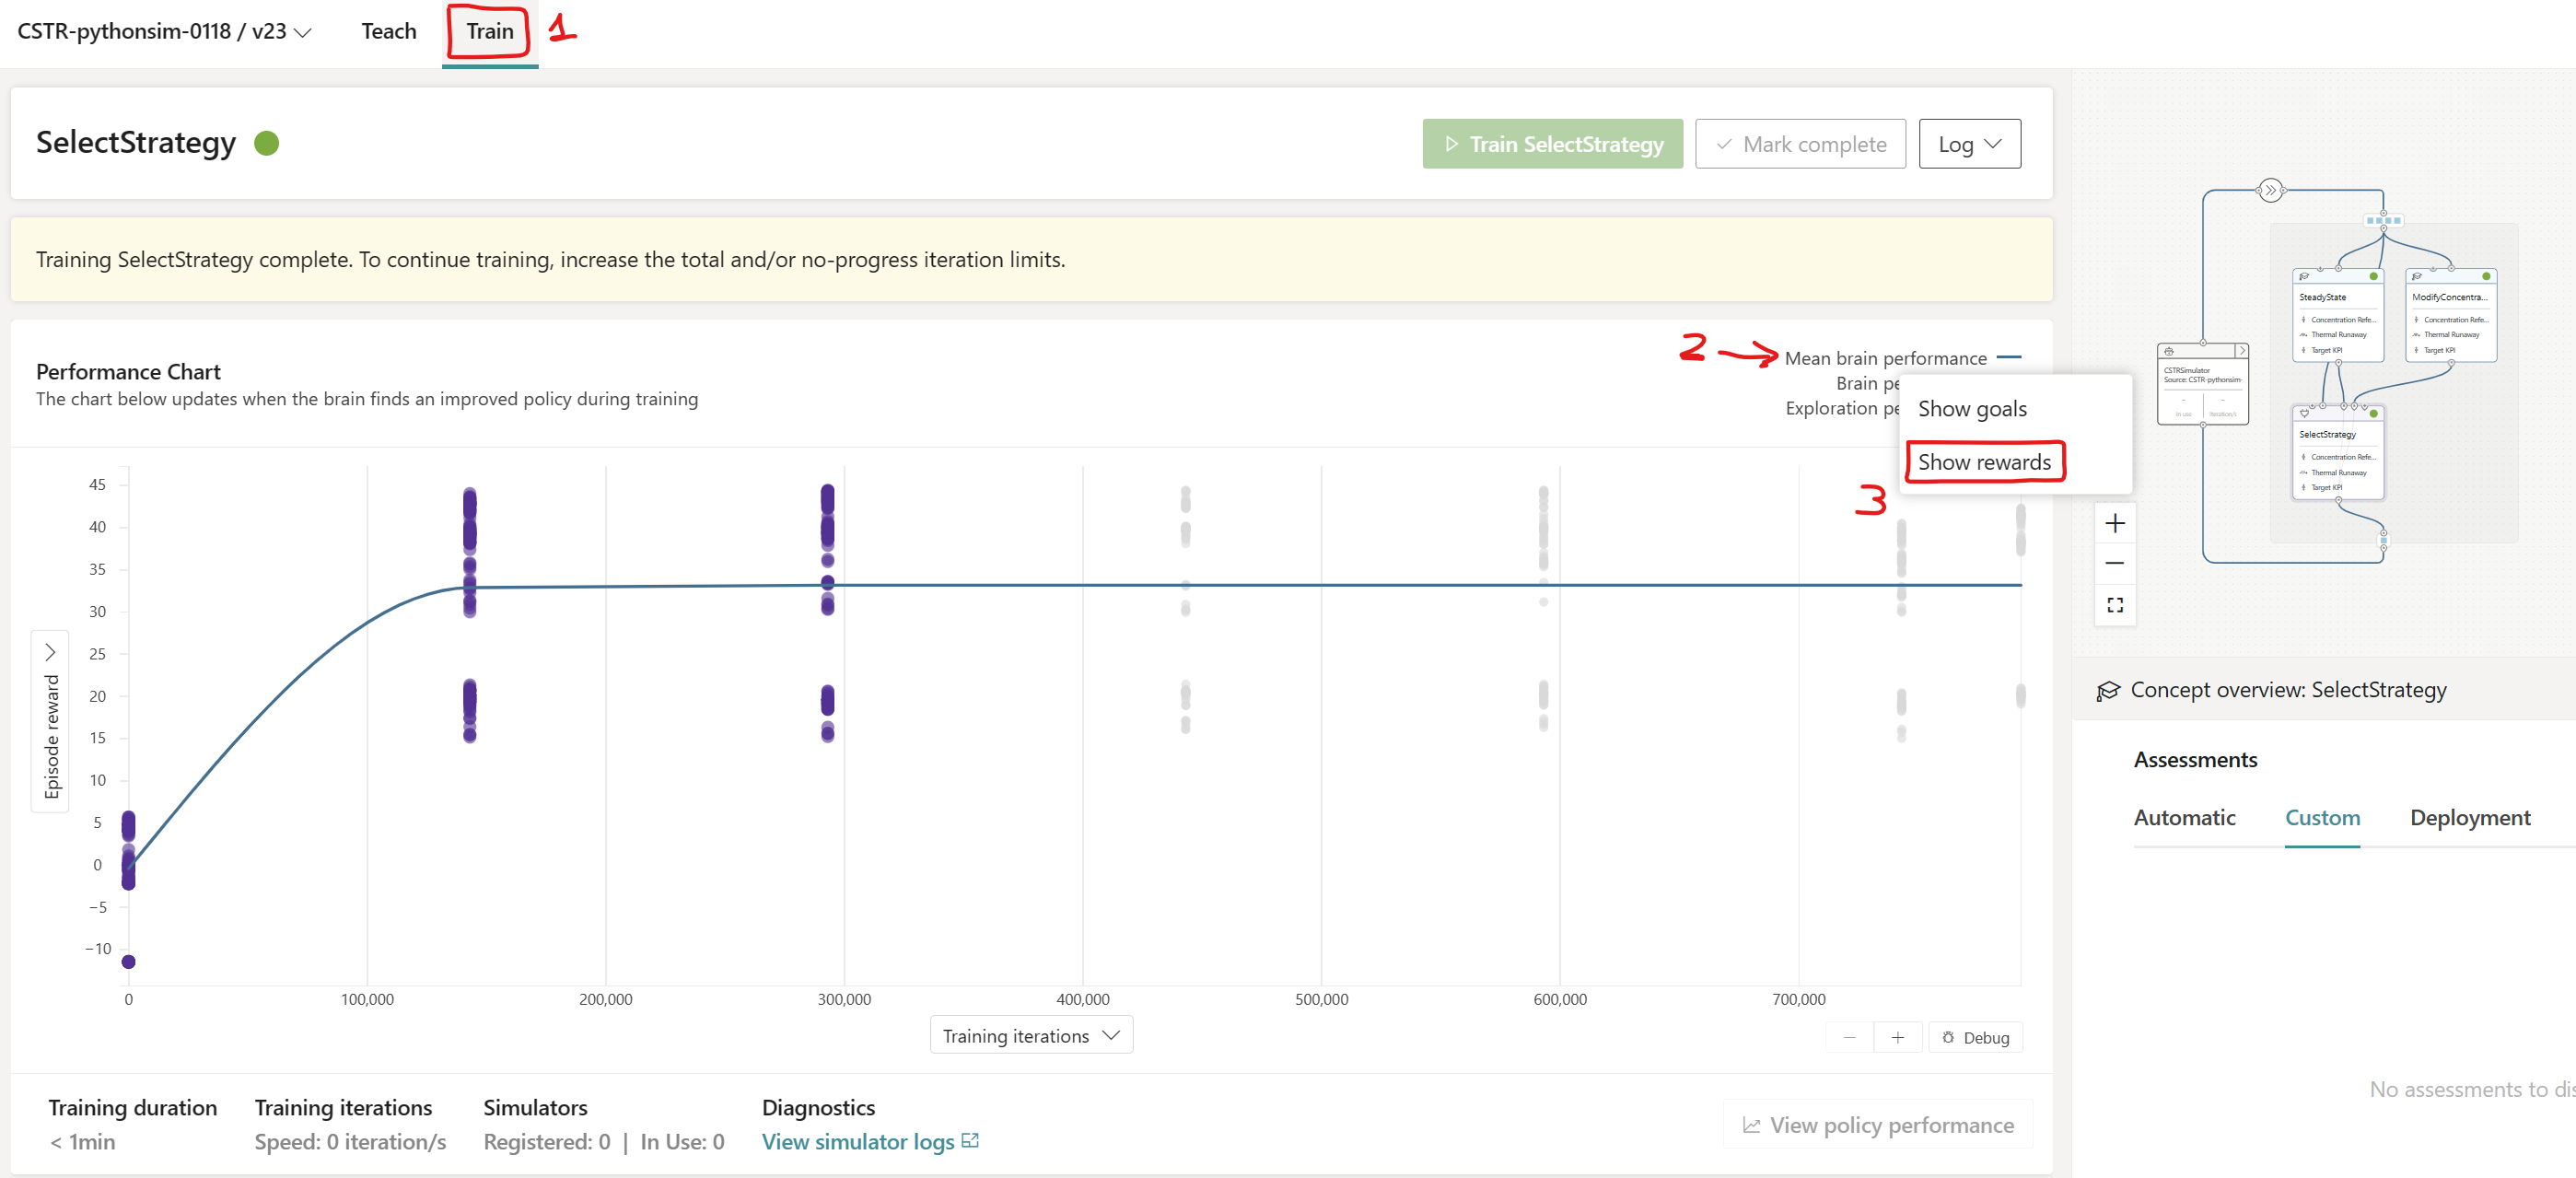 CSTR-pythonsim-0118 / v23
Teach
Train
1
SelectStrategy
Train SelectStrategy
Mark complete
Log
Training SelectStrategy complete. To continue training, increase the total and/or no-progress iteration limits.
Performance Chart
The chart below updates when the brain finds an improved policy during training
2
Mean brain performance
Brain pe
Exploration pe
Show goals
Show rewards
3
Episode reward
45
40
35
30
25
20
15
10
5
0
−5
−10
0
100,000
200,000
300,000
400,000
500,000
600,000
700,000
Training iterations
− + Debug
Training duration
< 1min
Training iterations
Speed: 0 iteration/s
Simulators
Registered: 0 | In Use: 0
Diagnostics
View simulator logs
View policy performance
SteadyState
Concentration Refe...
Thermal Runaway
Target KPI
ModifyConcentra...
Concentration Refe...
Thermal Runaway
Target KPI
CSTRSimulator
Source: CSTR-pythonsim-
In use
SelectStrategy
Concentration Refe...
Thermal Runaway
Target KPI
+
−
Concept overview: SelectStrategy
Assessments
Automatic
Custom
Deployment
No assessments to dis